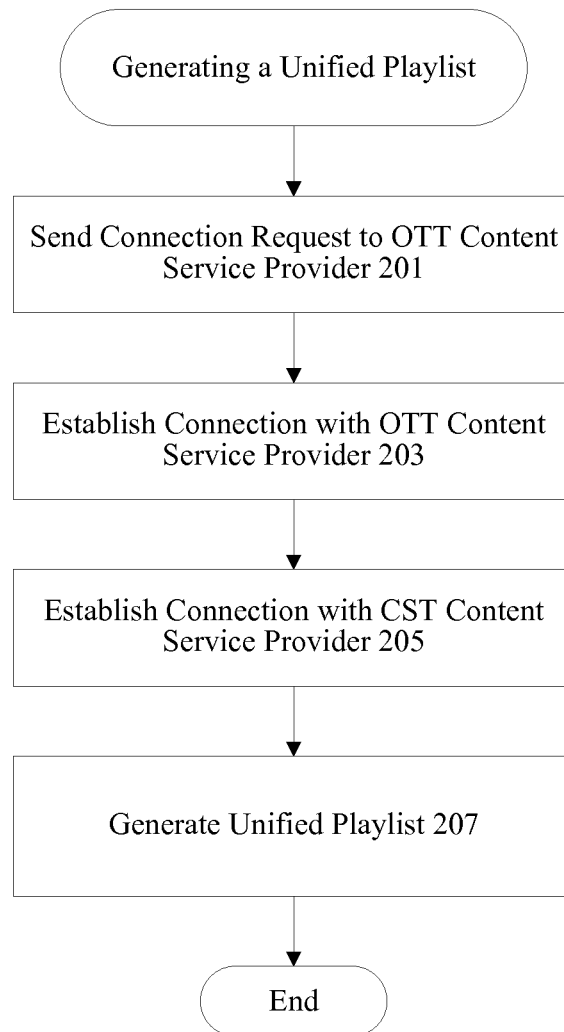 Generating a Unified Playlist
Send Connection Request to OTT Content
Service Provider 201
Establish Connection with OTT Content
Service Provider 203
Establish Connection with CST Content
Service Provider 205
Generate Unified Playlist 207
End